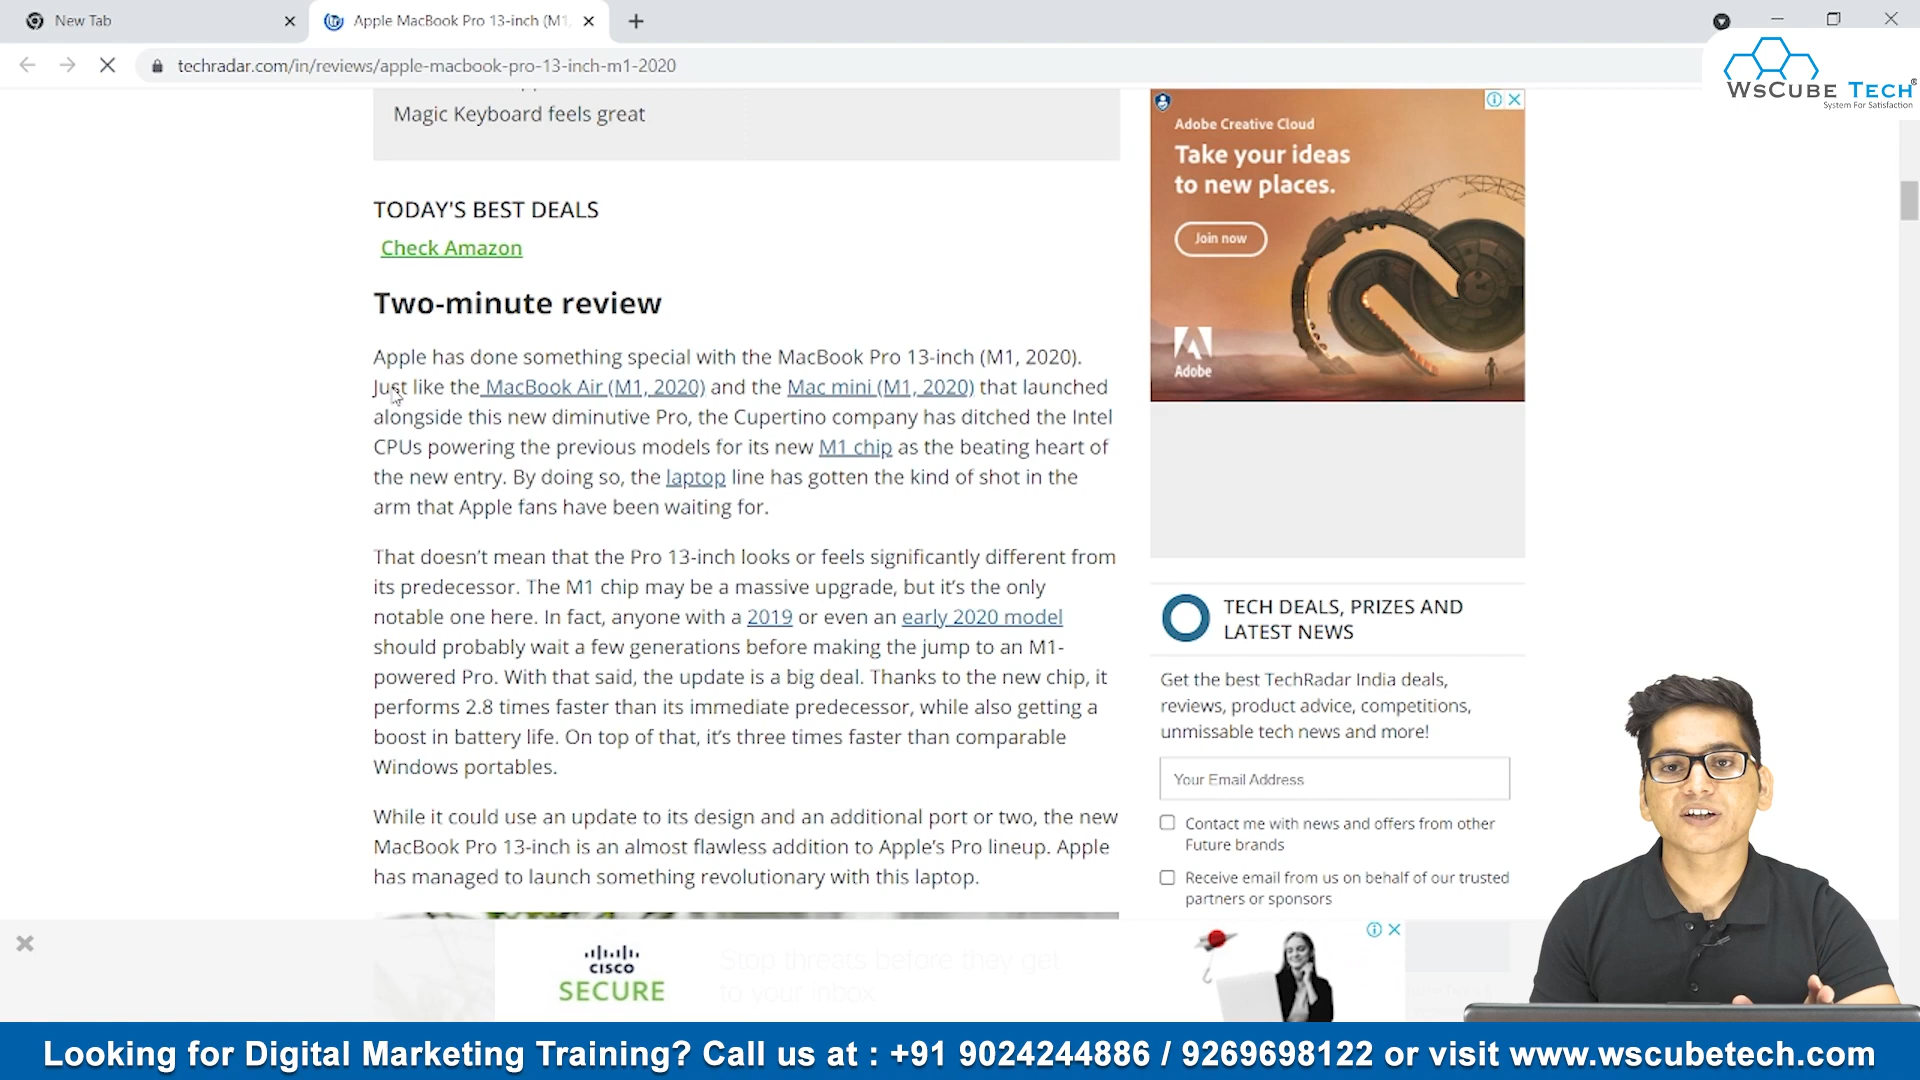 New Tab
Apple MacBook Pro 13-inch (M1,
techradar.com/in/reviews/apple-macbook-pro-13-inch-m1-2020
WsCube Tech®
System For Satisfaction
Magic Keyboard feels great
TODAY'S BEST DEALS
Check Amazon
Two-minute review
Apple has done something special with the MacBook Pro 13-inch (M1, 2020).
Just like the MacBook Air (M1, 2020) and the Mac mini (M1, 2020) that launched
alongside this new diminutive Pro, the Cupertino company has ditched the Intel
CPUs powering the previous models for its new M1 chip as the beating heart of
the new entry. By doing so, the laptop line has gotten the kind of shot in the
arm that Apple fans have been waiting for.
That doesn't mean that the Pro 13-inch looks or feels significantly different from
its predecessor. The M1 chip may be a massive upgrade, but it's the only
notable one here. In fact, anyone with a 2019 or even an early 2020 model
should probably wait a few generations before making the jump to an M1-
powered Pro. With that said, the update is a big deal. Thanks to the new chip, it
performs 2.8 times faster than its immediate predecessor, while also getting a
boost in battery life. On top of that, it's three times faster than comparable
Windows portables.
While it could use an update to its design and an additional port or two, the new
MacBook Pro 13-inch is an almost flawless addition to Apple's Pro lineup. Apple
has managed to launch something revolutionary with this laptop.
Adobe Creative Cloud
Take your ideas
to new places.
Join now
Adobe
TECH DEALS, PRIZES AND
LATEST NEWS
Get the best TechRadar India deals,
reviews, product advice, competitions,
unmissable tech news and more!
Your Email Address
Contact me with news and offers from other
Future brands
Receive email from us on behalf of our trusted
partners or sponsors
CISCO
SECURE
Stop threats before they get
to your inbox.
Looking for Digital Marketing Training? Call us at : +91 9024244886 / 9269698122 or visit www.wscubetech.com